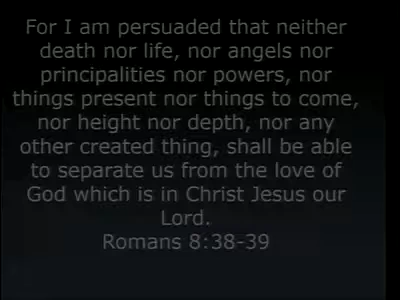 For I am persuaded that neither
death nor life, nor angels nor
principalities nor powers, nor
things present nor things to come,
nor height nor depth, nor any
other created thing, shall be able
to separate us from the love of
God which is in Christ Jesus our
Lord.
Romans 8:38-39